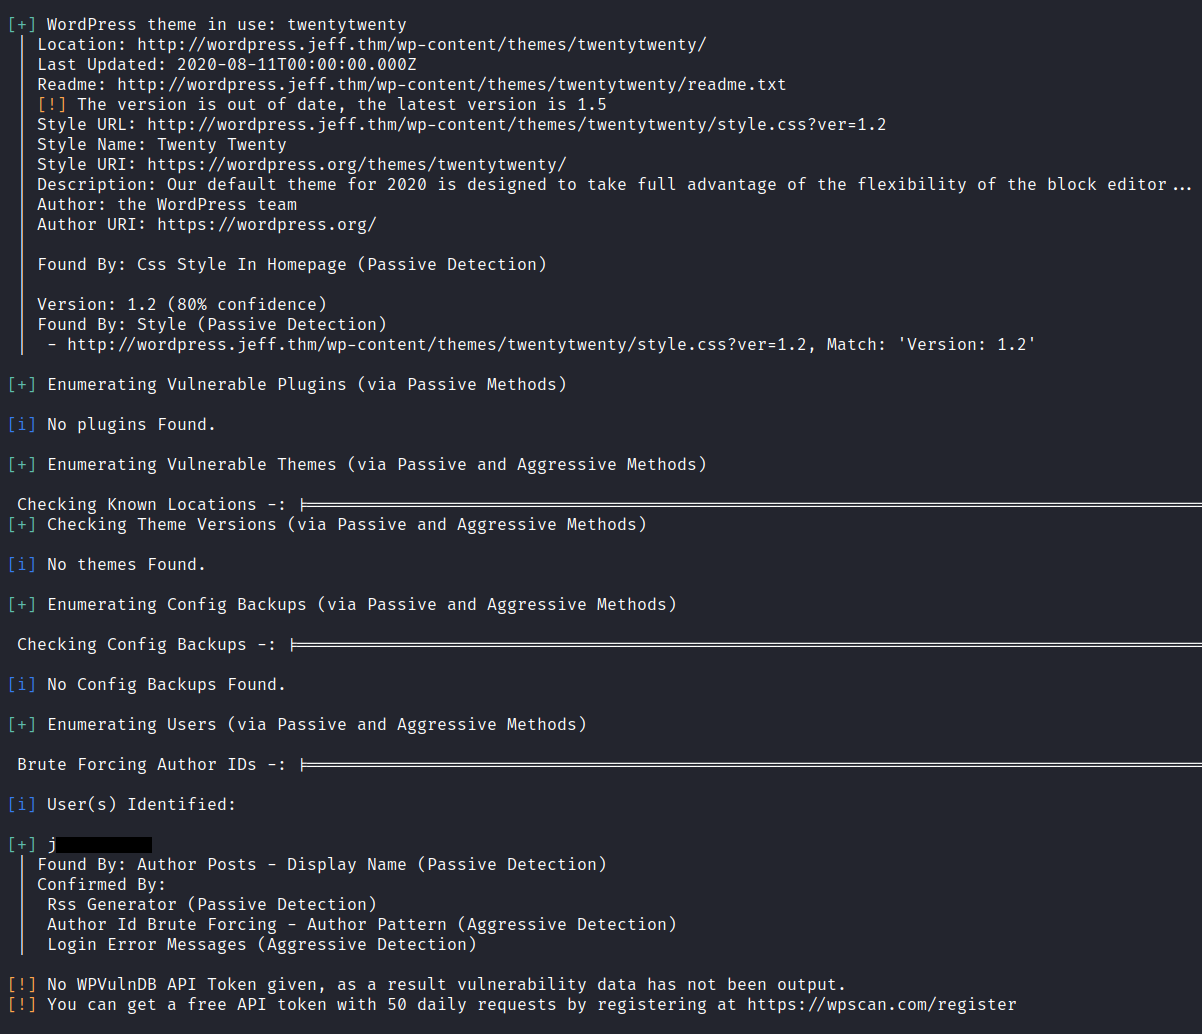 [+] WordPress theme in use: twentytwenty
Location: http://wordpress.jeff.thm/wp-content/themes/twentytwenty/
Last Updated: 2020-08-11T00:00:00.000Z
Readme: http://wordpress.jeff.thm/wp-content/themes/twentytwenty/readme.txt
[!] The version is out of date, the latest version is 1.5
Style URL: http://wordpress.jeff.thm/wp-content/themes/twentytwenty/style.css?ver=1.2
Style Name: Twenty Twenty
Style URI: https://wordpress.org/themes/twentytwenty/
Description: Our default theme for 2020 is designed to take full advantage of the flexibility of the block editor...
Author: the WordPress team
Author URI: https://wordpress.org/
Found By: Css Style In Homepage (Passive Detection)
Version: 1.2 (80% confidence)
Found By: Style (Passive Detection)
- http://wordpress.jeff.thm/wp-content/themes/twentytwenty/style.css?ver=1.2, Match: 'Version: 1.2'
[+] Enumerating Vulnerable Plugins (via Passive Methods)
[i] No plugins Found.
[+] Enumerating Vulnerable Themes (via Passive and Aggressive Methods)
Checking Known Locations -: |====
[+] Checking Theme Versions (via Passive and Aggressive Methods)
[i] No themes Found.
[+] Enumerating Config Backups (via Passive and Aggressive Methods)
Checking Config Backups -: |====
[i] No Config Backups Found.
[+] Enumerating Users (via Passive and Aggressive Methods)
Brute Forcing Author IDs -: |====
[i] User(s) Identified:
[+] j
Found By: Author Posts - Display Name (Passive Detection)
Confirmed By:
Rss Generator (Passive Detection)
Author Id Brute Forcing - Author Pattern (Aggressive Detection)
Login Error Messages (Aggressive Detection)
[!] No WPVulnDB API Token given, as a result vulnerability data has not been output.
[!] You can get a free API token with 50 daily requests by registering at https://wpscan.com/register